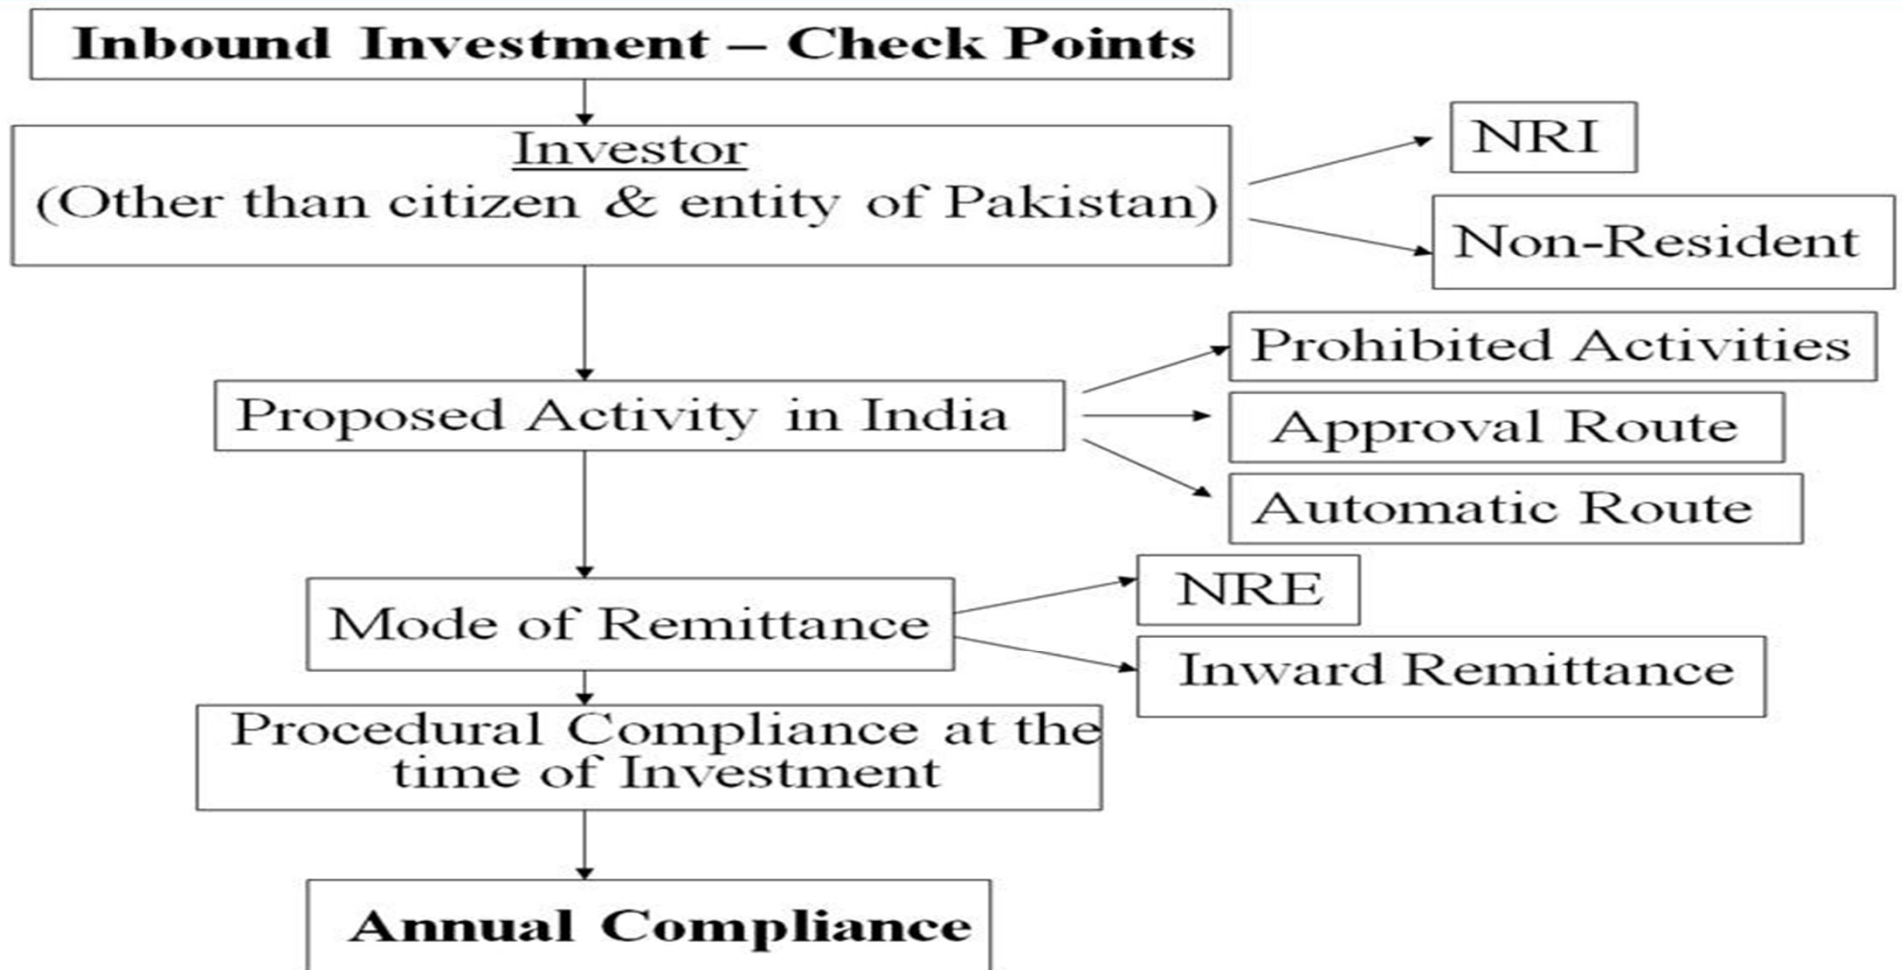 Inbound Investment – Check Points
Investor
(Other than citizen & entity of Pakistan)
NRI
Non-Resident
Proposed Activity in India
Prohibited Activities
Approval Route
Automatic Route
Mode of Remittance
NRE
Inward Remittance
Procedural Compliance at the
time of Investment
Annual Compliance